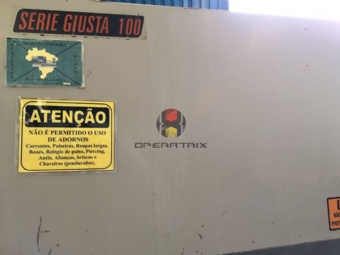 SERIE GIUSTA 100
ATENÇÃO
NÃO É PERMITIDO O USO
DE ADORNOS
Correntes, Pulseiras, Roupas largas,
Bonés, Relógio de pulso, Piercing,
Anéis, Alianças, brincos e
Chaveiros (pendurados).
OPERATRIX